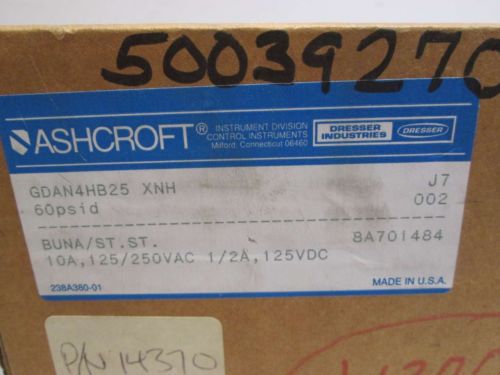 50039270
ASHCROFT®
INSTRUMENT DIVISION
CONTROL INSTRUMENTS
Milford, Connecticut 06460
DRESSER
INDUSTRIES
DRESSER
GDAN4HB25 XNH J7
60psid 002
BUNA/ST.ST. 8A701484
10A,125/250VAC 1/2A,125VDC
238A380-01 MADE IN U.S.A.
P/N 14370